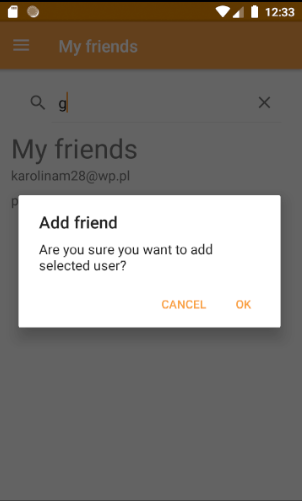 12:33
My friends
g
My friends
karolinam28@wp.pl
p
Add friend
Are you sure you want to add
selected user?
CANCEL OK